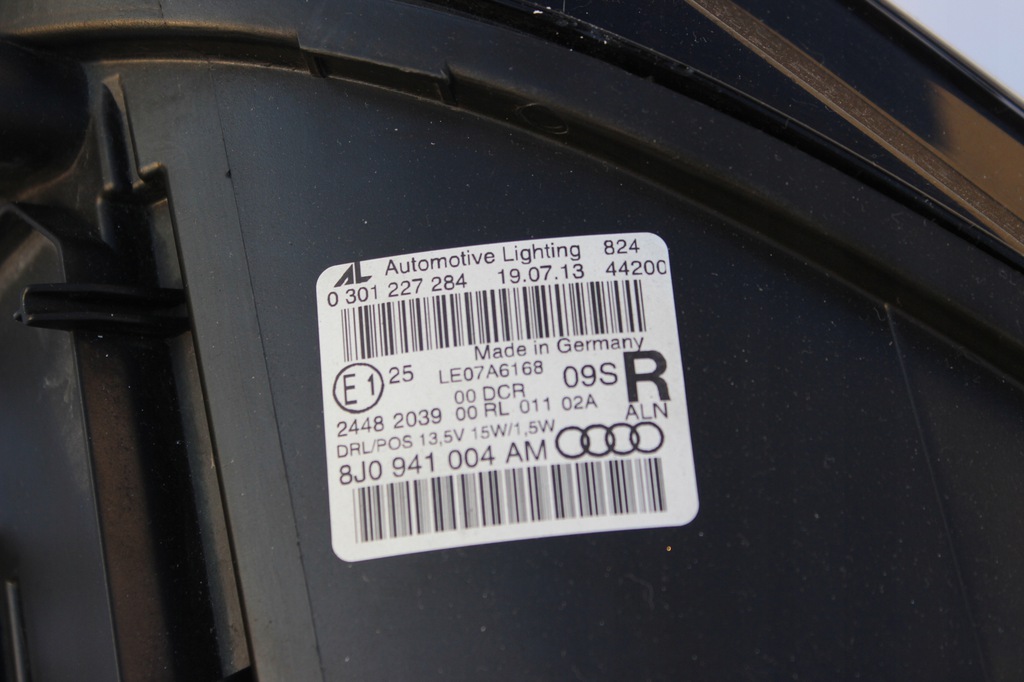 AL Automotive Lighting 824
0 301 227 284 19.07.13 44200
Made in Germany
E1 25 LE07A6168 09S R
00 DCR
2448 2039 00 RL 011 02A ALN
DRL/POS 13,5V 15W/1,5W
8J0 941 004 AM